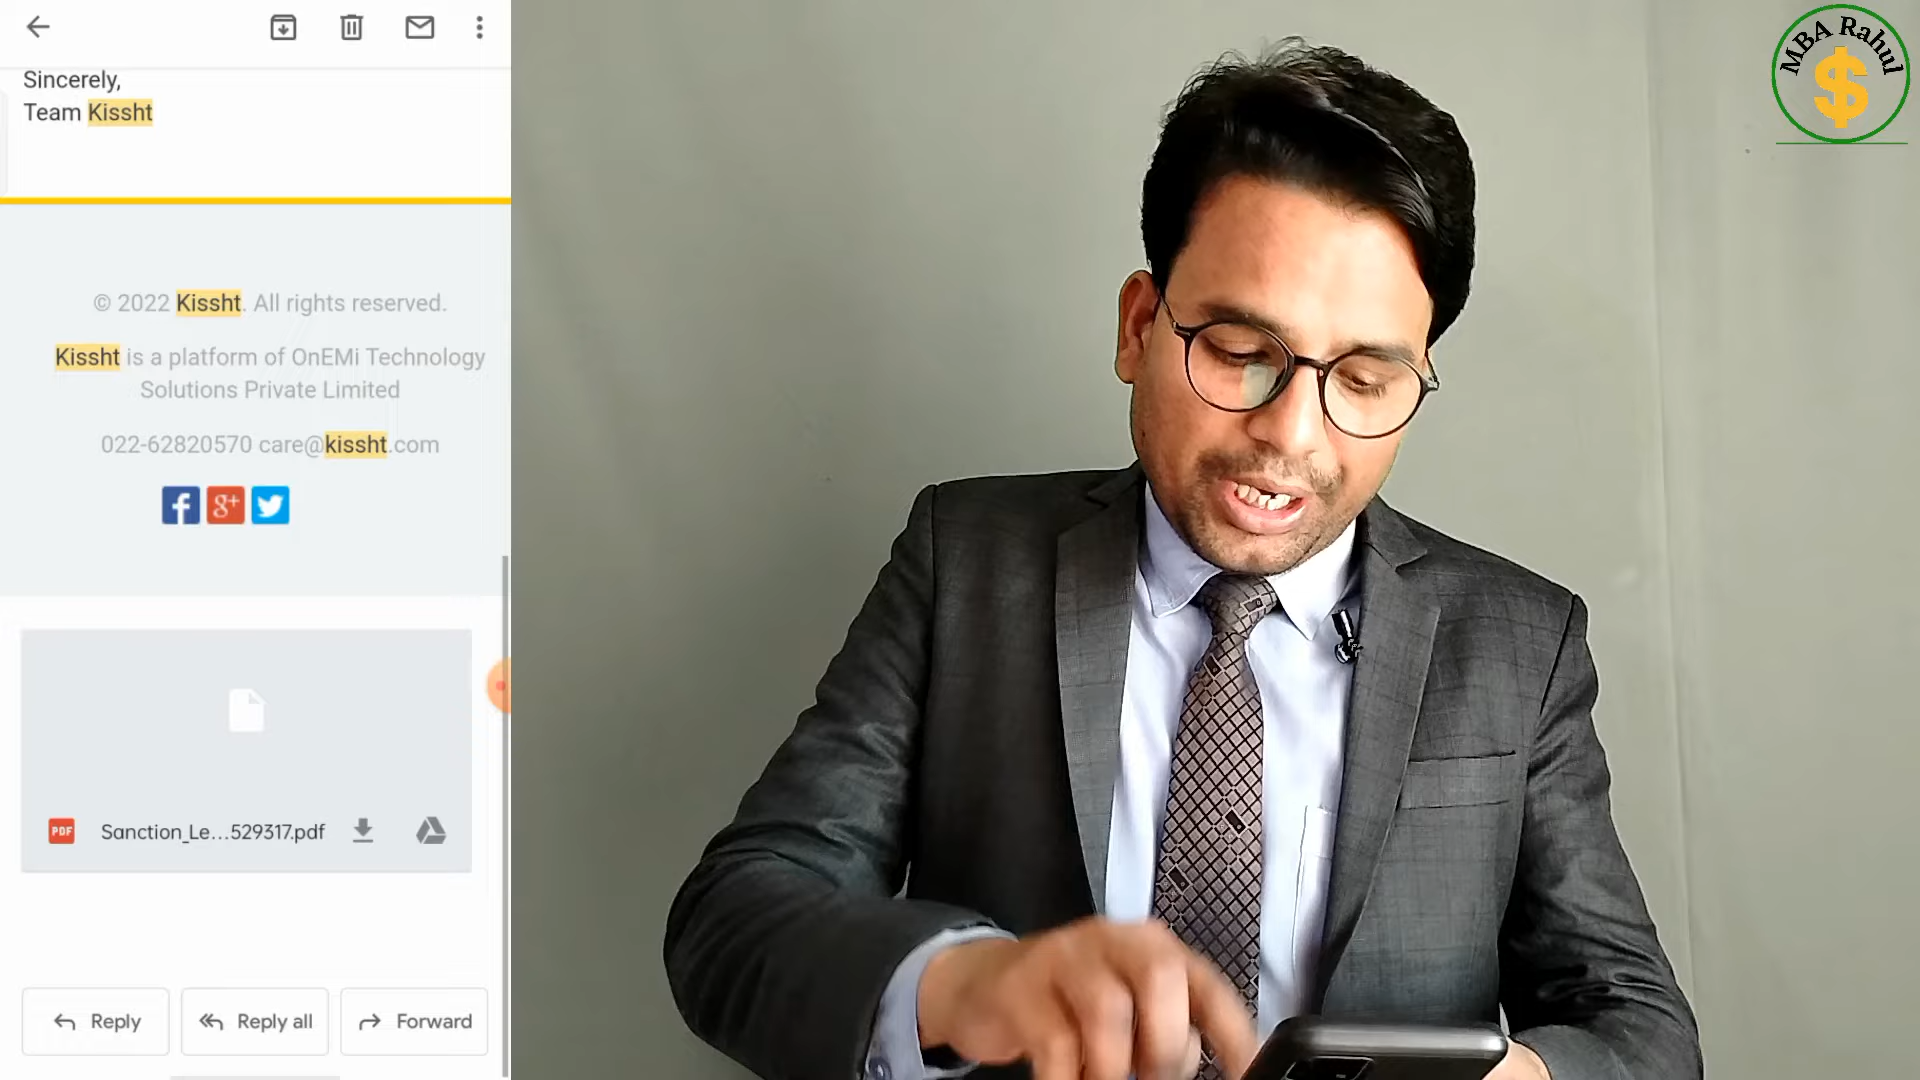 Sincerely,
Team Kissht
© 2022 Kissht. All rights reserved.
Kissht is a platform of OnEMi Technology
Solutions Private Limited
022-62820570 care@kissht.com
f g+
PDF Sanction_Le...529317.pdf
Reply Reply all Forward
MBA Rahul
$